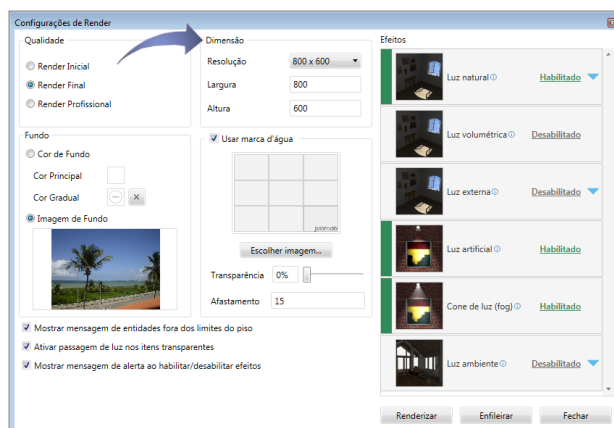 Configurações de Render
Qualidade
Render Inicial
Render Final
Render Profissional
Dimensão
Resolução 800 x 600
Largura 800
Altura 600
Fundo
Cor de Fundo
Cor Principal
Cor Gradual
Imagem de Fundo
Usar marca d'água
promob
Escolher imagem...
Transparência 0%
Afastamento 15
Mostrar mensagem de entidades fora dos limites do piso
Ativar passagem de luz nos itens transparentes
Mostrar mensagem de alerta ao habilitar/desabilitar efeitos
Efeitos
Luz natural Habilitado
Luz volumétrica Desabilitado
Luz externa Desabilitado
Luz artificial Habilitado
Cone de luz (fog) Habilitado
Luz ambiente Desabilitado
Renderizar Enfileirar Fechar